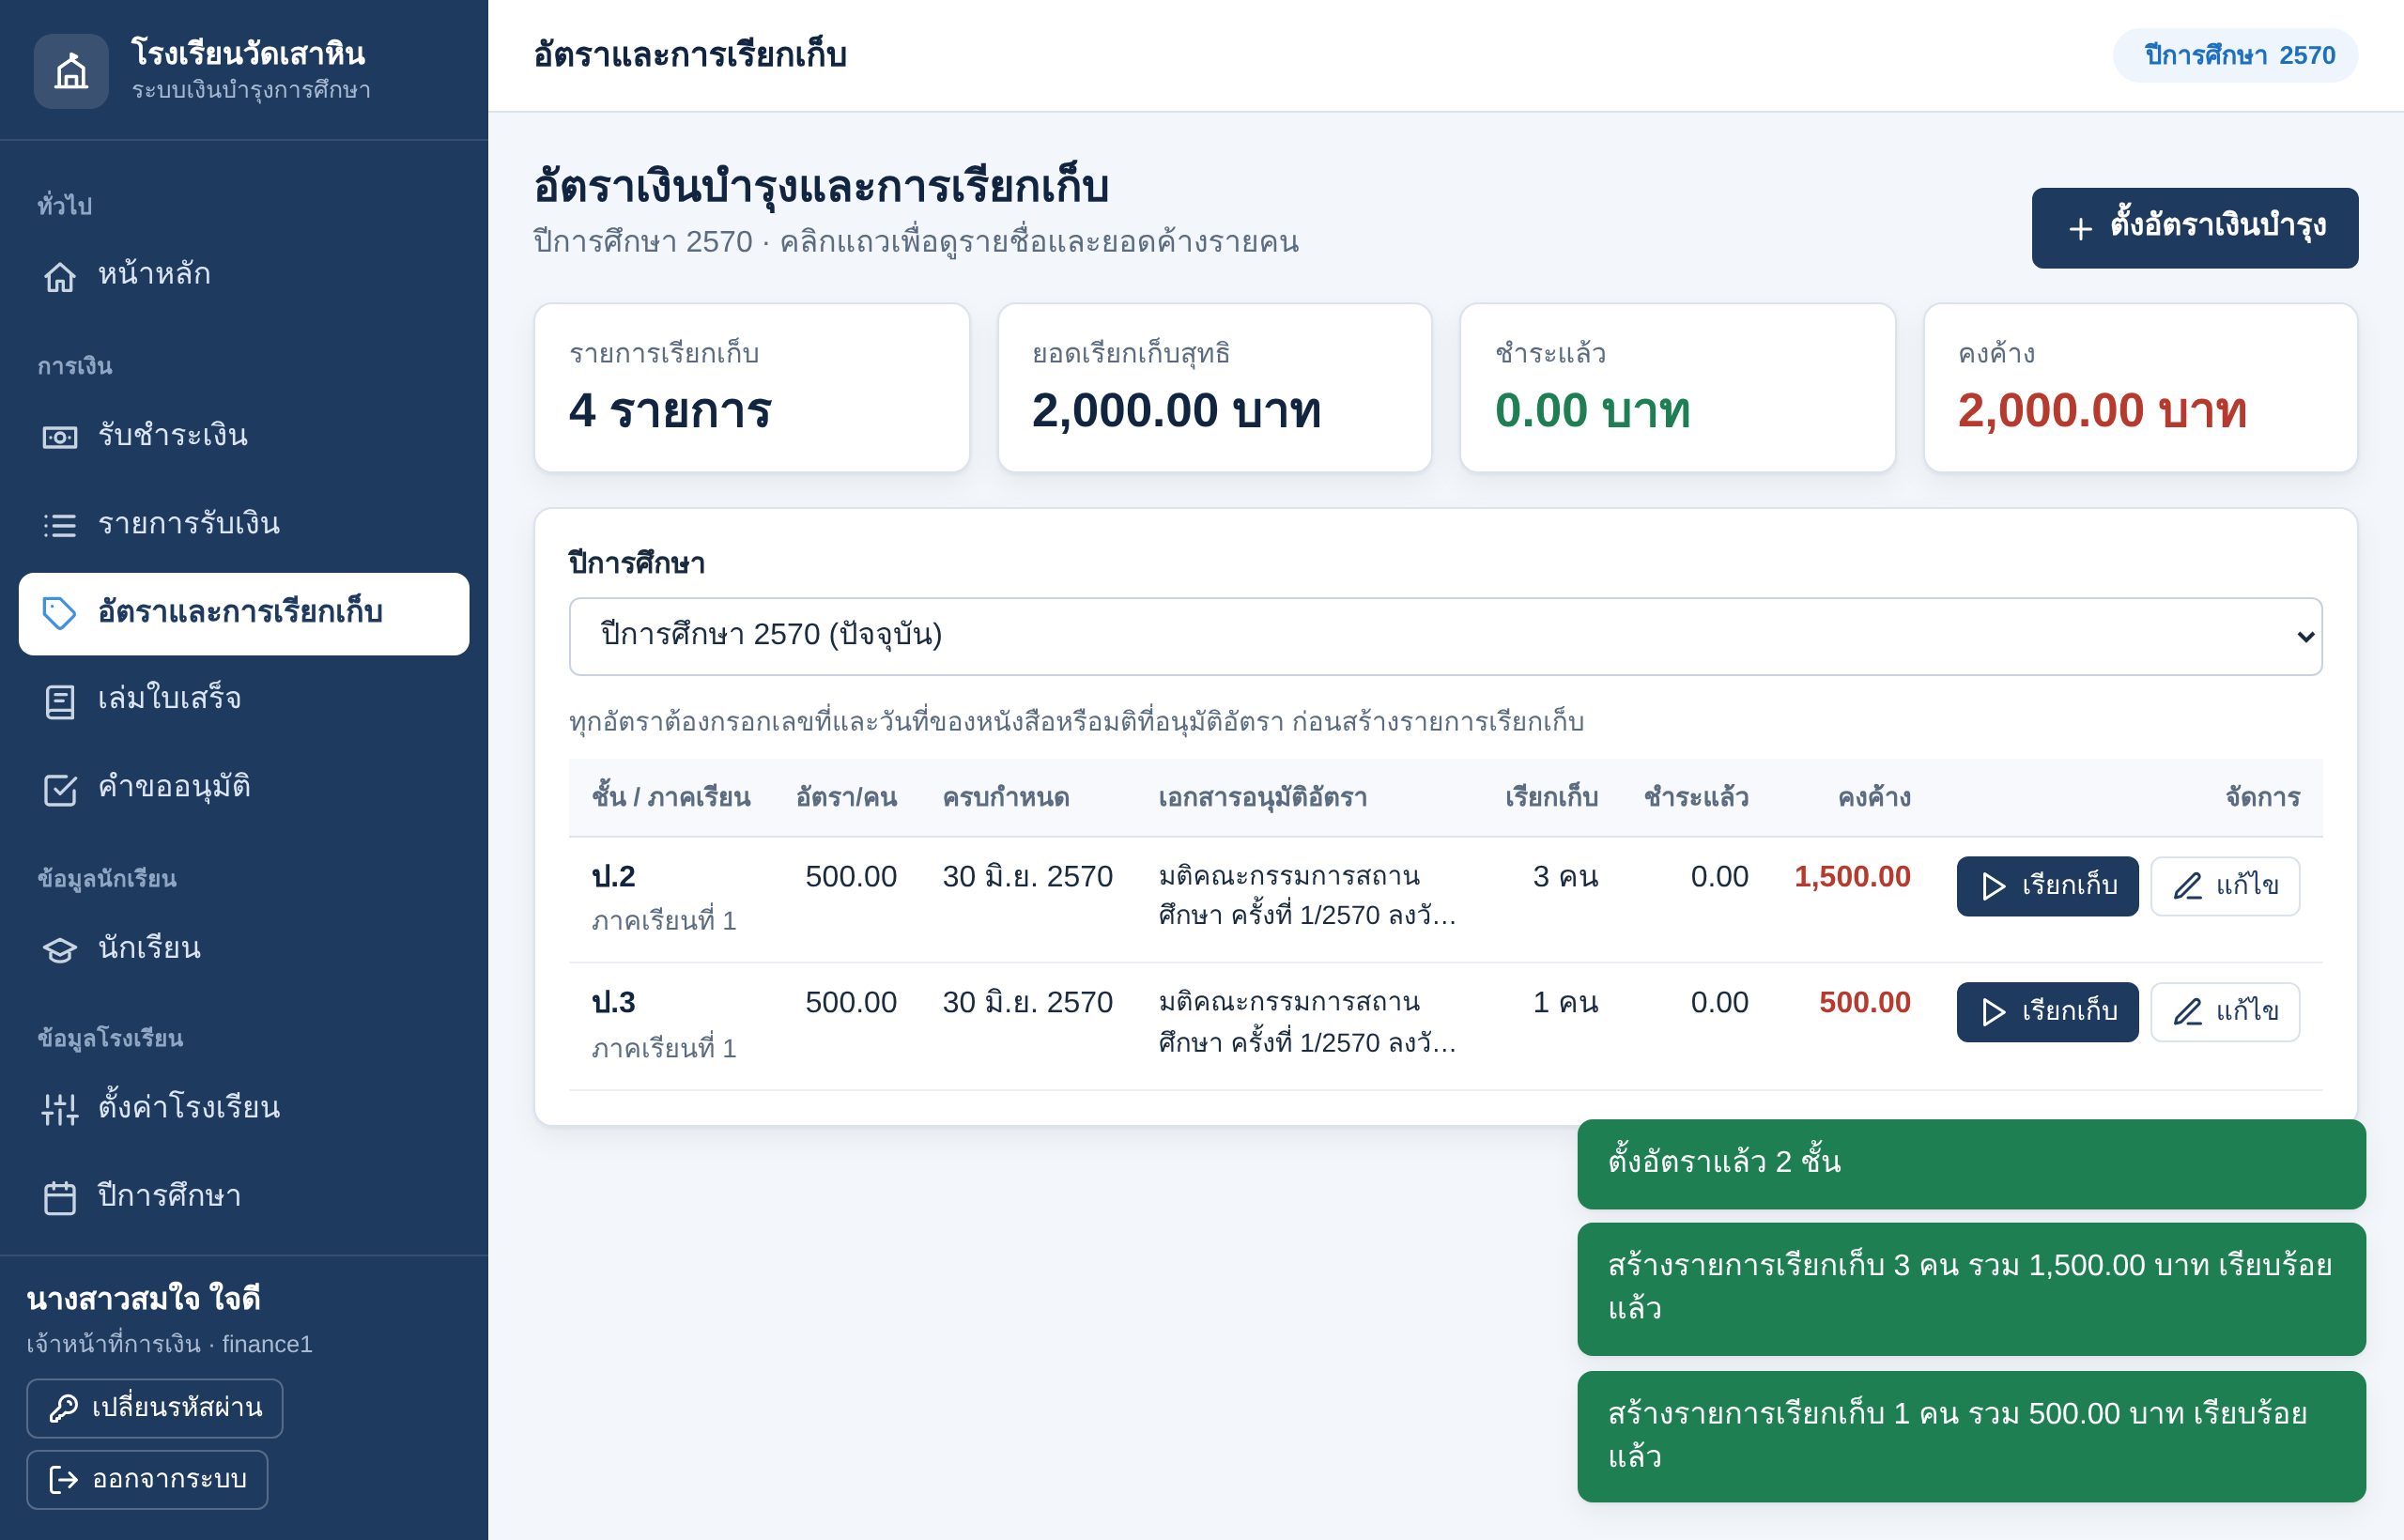 โรงเรียนวัดเสาหิน
ระบบเงินบำรุงการศึกษา
ทั่วไป
หน้าหลัก
การเงิน
รับชำระเงิน
รายการรับเงิน
อัตราและการเรียกเก็บ
เล่มใบเสร็จ
คำขออนุมัติ
ข้อมูลนักเรียน
นักเรียน
ข้อมูลโรงเรียน
ตั้งค่าโรงเรียน
ปีการศึกษา
นางสาวสมใจ ใจดี
เจ้าหน้าที่การเงิน · finance1
เปลี่ยนรหัสผ่าน
ออกจากระบบ
อัตราและการเรียกเก็บ
ปีการศึกษา 2570
อัตราเงินบำรุงและการเรียกเก็บ
ปีการศึกษา 2570 · คลิกแถวเพื่อดูรายชื่อและยอดค้างรายคน
ตั้งอัตราเงินบำรุง
รายการเรียกเก็บ
4 รายการ
ยอดเรียกเก็บสุทธิ
2,000.00 บาท
ชำระแล้ว
0.00 บาท
คงค้าง
2,000.00 บาท
ปีการศึกษา
ปีการศึกษา 2570 (ปัจจุบัน)
ทุกอัตราต้องกรอกเลขที่และวันที่ของหนังสือหรือมติที่อนุมัติอัตรา ก่อนสร้างรายการเรียกเก็บ
ชั้น / ภาคเรียน อัตรา/คน ครบกำหนด เอกสารอนุมัติอัตรา เรียกเก็บ ชำระแล้ว คงค้าง จัดการ
ป.2 500.00 30 มิ.ย. 2570 มติคณะกรรมการสถาน 3 คน 0.00 1,500.00 เรียกเก็บ แก้ไข
ภาคเรียนที่ 1 ศึกษา ครั้งที่ 1/2570 ลงวั…
ป.3 500.00 30 มิ.ย. 2570 มติคณะกรรมการสถาน 1 คน 0.00 500.00 เรียกเก็บ แก้ไข
ภาคเรียนที่ 1 ศึกษา ครั้งที่ 1/2570 ลงวั…
ตั้งอัตราแล้ว 2 ชั้น
สร้างรายการเรียกเก็บ 3 คน รวม 1,500.00 บาท เรียบร้อย
แล้ว
สร้างรายการเรียกเก็บ 1 คน รวม 500.00 บาท เรียบร้อย
แล้ว